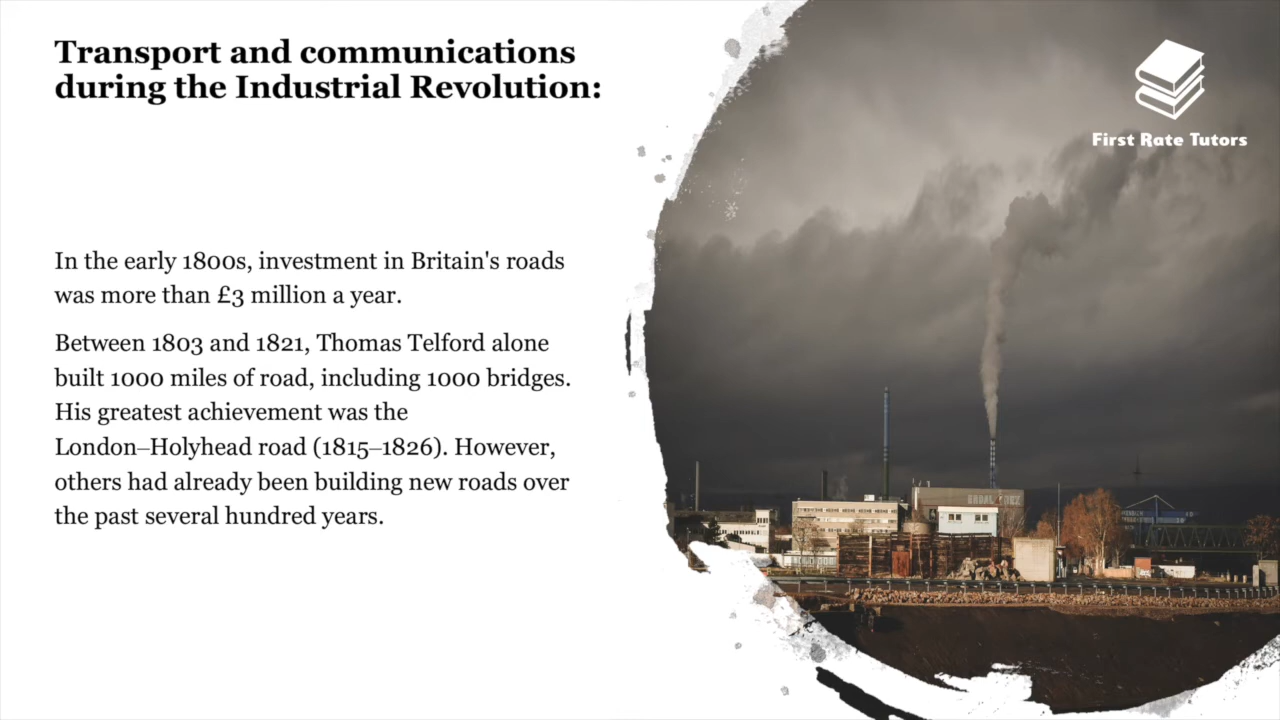 Transport and communications
during the Industrial Revolution:
First Rate Tutors
In the early 1800s, investment in Britain's roads
was more than £3 million a year.
Between 1803 and 1821, Thomas Telford alone
built 1000 miles of road, including 1000 bridges.
His greatest achievement was the
London–Holyhead road (1815–1826). However,
others had already been building new roads over
the past several hundred years.